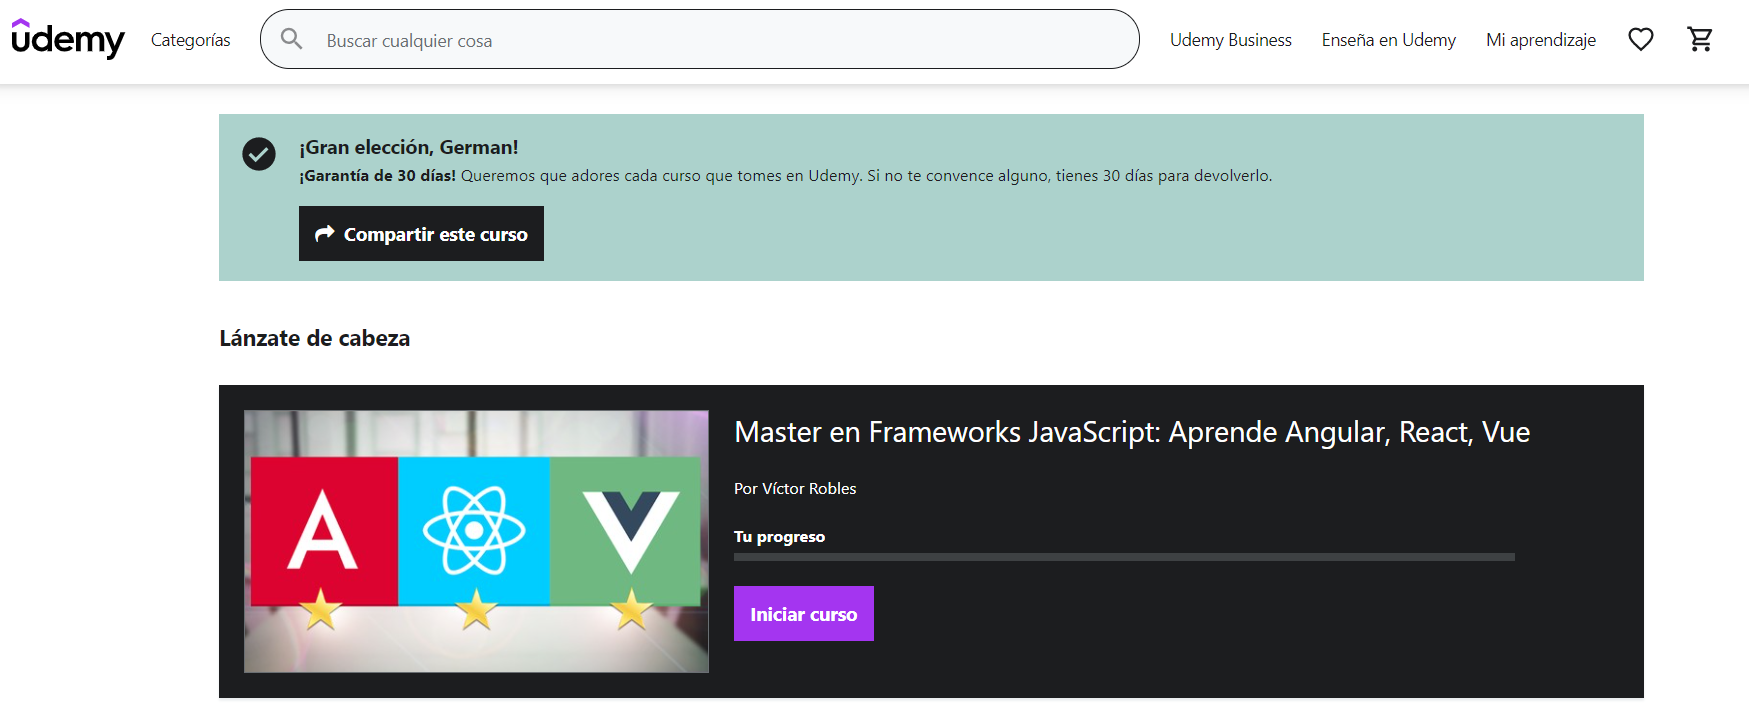 udemy
Categorías
Buscar cualquier cosa
Udemy Business
Enseña en Udemy
Mi aprendizaje
¡Gran elección, German!
¡Garantía de 30 días! Queremos que adores cada curso que tomes en Udemy. Si no te convence alguno, tienes 30 días para devolverlo.
Compartir este curso
Lánzate de cabeza
A
Master en Frameworks JavaScript: Aprende Angular, React, Vue
Por Víctor Robles
Tu progreso
Iniciar curso